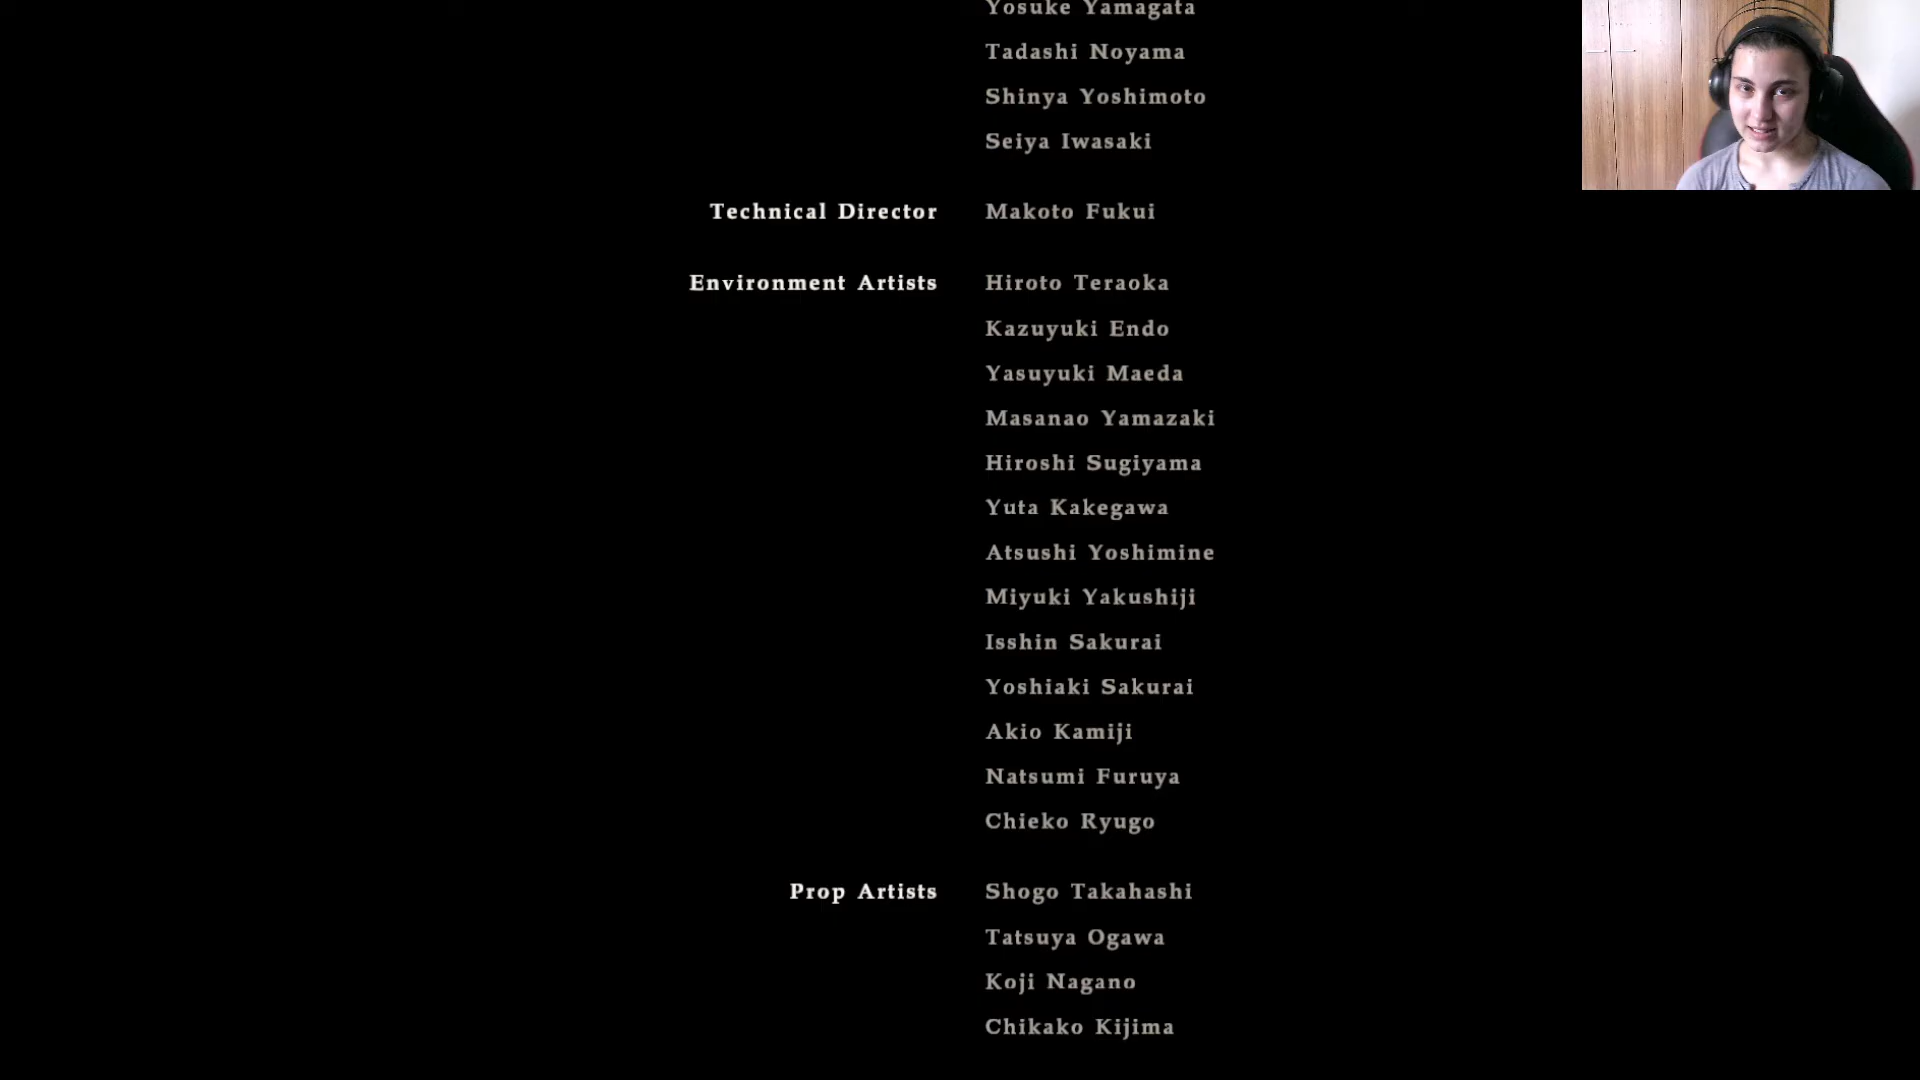 Yosuke Yamagata
Tadashi Noyama
Shinya Yoshimoto
Seiya Iwasaki
Technical Director Makoto Fukui
Environment Artists Hiroto Teraoka
Kazuyuki Endo
Yasuyuki Maeda
Masanao Yamazaki
Hiroshi Sugiyama
Yuta Kakegawa
Atsushi Yoshimine
Miyuki Yakushiji
Isshin Sakurai
Yoshiaki Sakurai
Akio Kamiji
Natsumi Furuya
Chieko Ryugo
Prop Artists Shogo Takahashi
Tatsuya Ogawa
Koji Nagano
Chikako Kijima